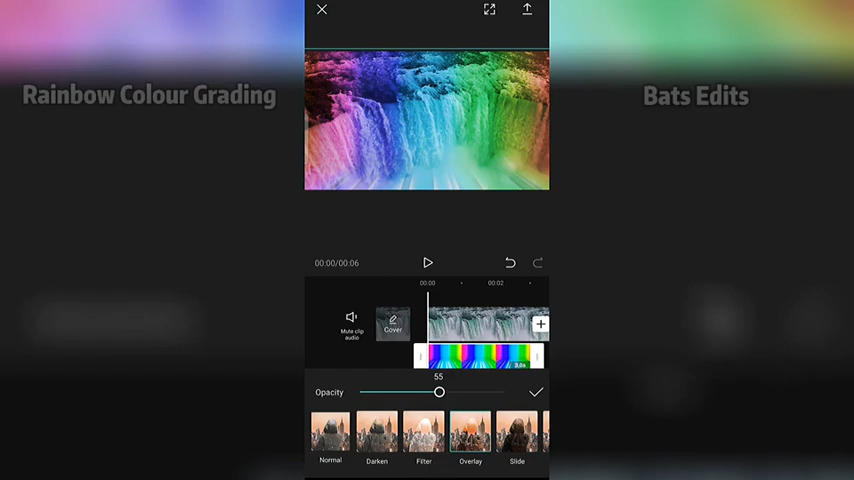 Rainbow Colour Grading
Bats Edits
00:00/00:06
00:00
00:02
Mute clip
audio
Cover
3.0s
55
Opacity
Normal
Darken
Filter
Overlay
Slide